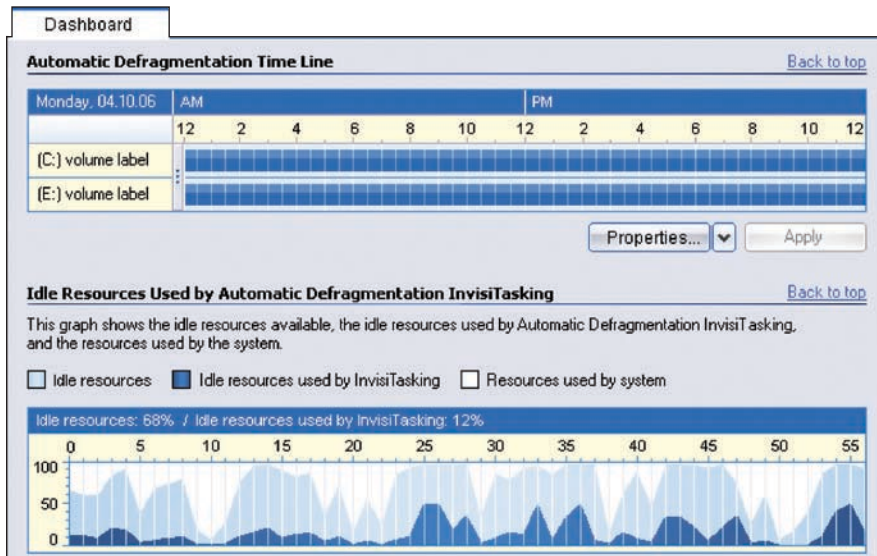 Dashboard
Automatic Defragmentation Time Line
Back to top
Monday, 04.10.06 AM PM
12 2 4 6 8 10 12 2 4 6 8 10 12
(C:) volume label
(E:) volume label
Properties... Apply
Idle Resources Used by Automatic Defragmentation InvisiTasking
Back to top
This graph shows the idle resources available, the idle resources used by Automatic Defragmentation InvisiTasking,
and the resources used by the system.
Idle resources Idle resources used by InvisiTasking Resources used by system
Idle resources: 68% / Idle resources used by InvisiTasking: 12%
0 5 10 15 20 25 30 35 40 45 50 55
100
50
0